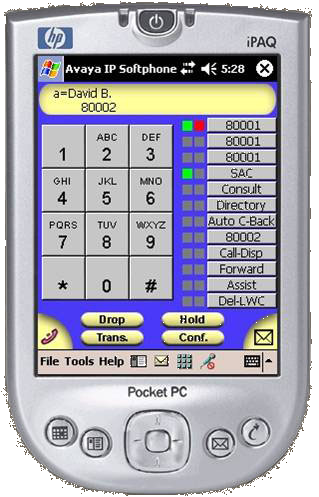 hp
iPAQ
Avaya IP Softphone 5:28
a=David B.
80002
1
ABC 2
DEF 3
GHI 4
JKL 5
MNO 6
PQRS 7
TUV 8
WXYZ 9
*
0
#
80001
80001
80001
SAC
Consult
Directory
Auto C-Back
80002
Call-Disp
Forward
Assist
Del-LWC
Drop
Hold
Trans.
Conf.
File Tools Help
Pocket PC